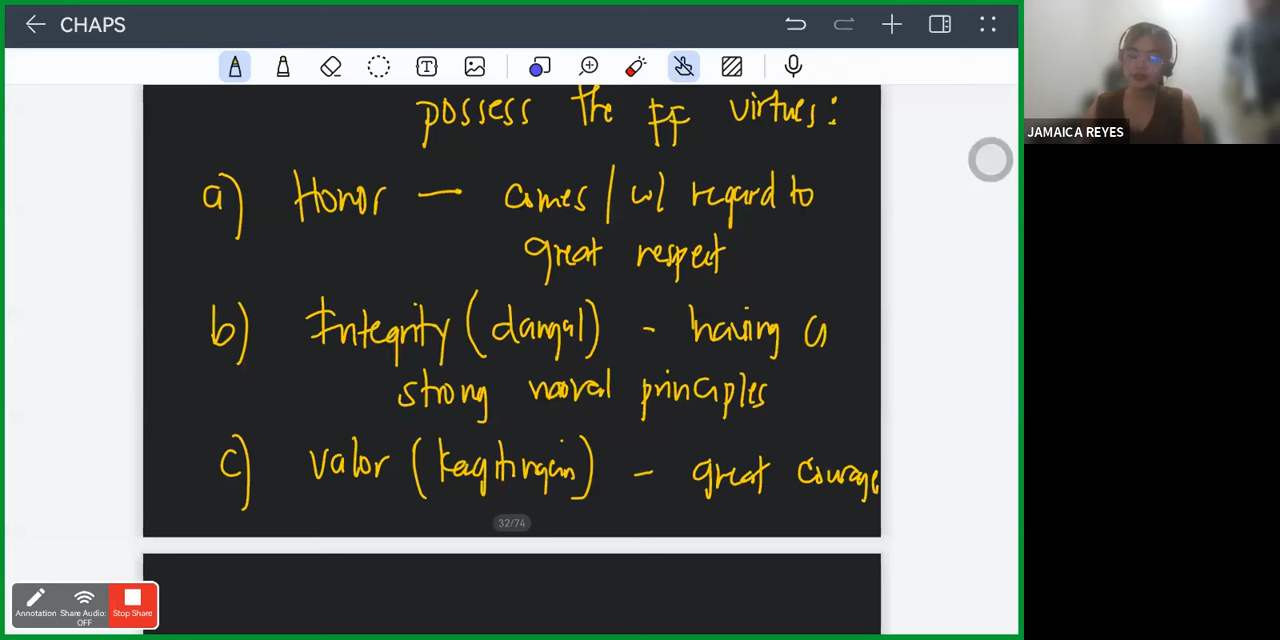 CHAPS
JAMAICA REYES
possess the ff virtues:
a) Honor — comes / w/ regard to
great respect
b) Integrity (dangal) - having a
strong moral principles
c) valor (kagitingan) - great courage
32/74
Annotation
Share Audio:
OFF
Stop Share